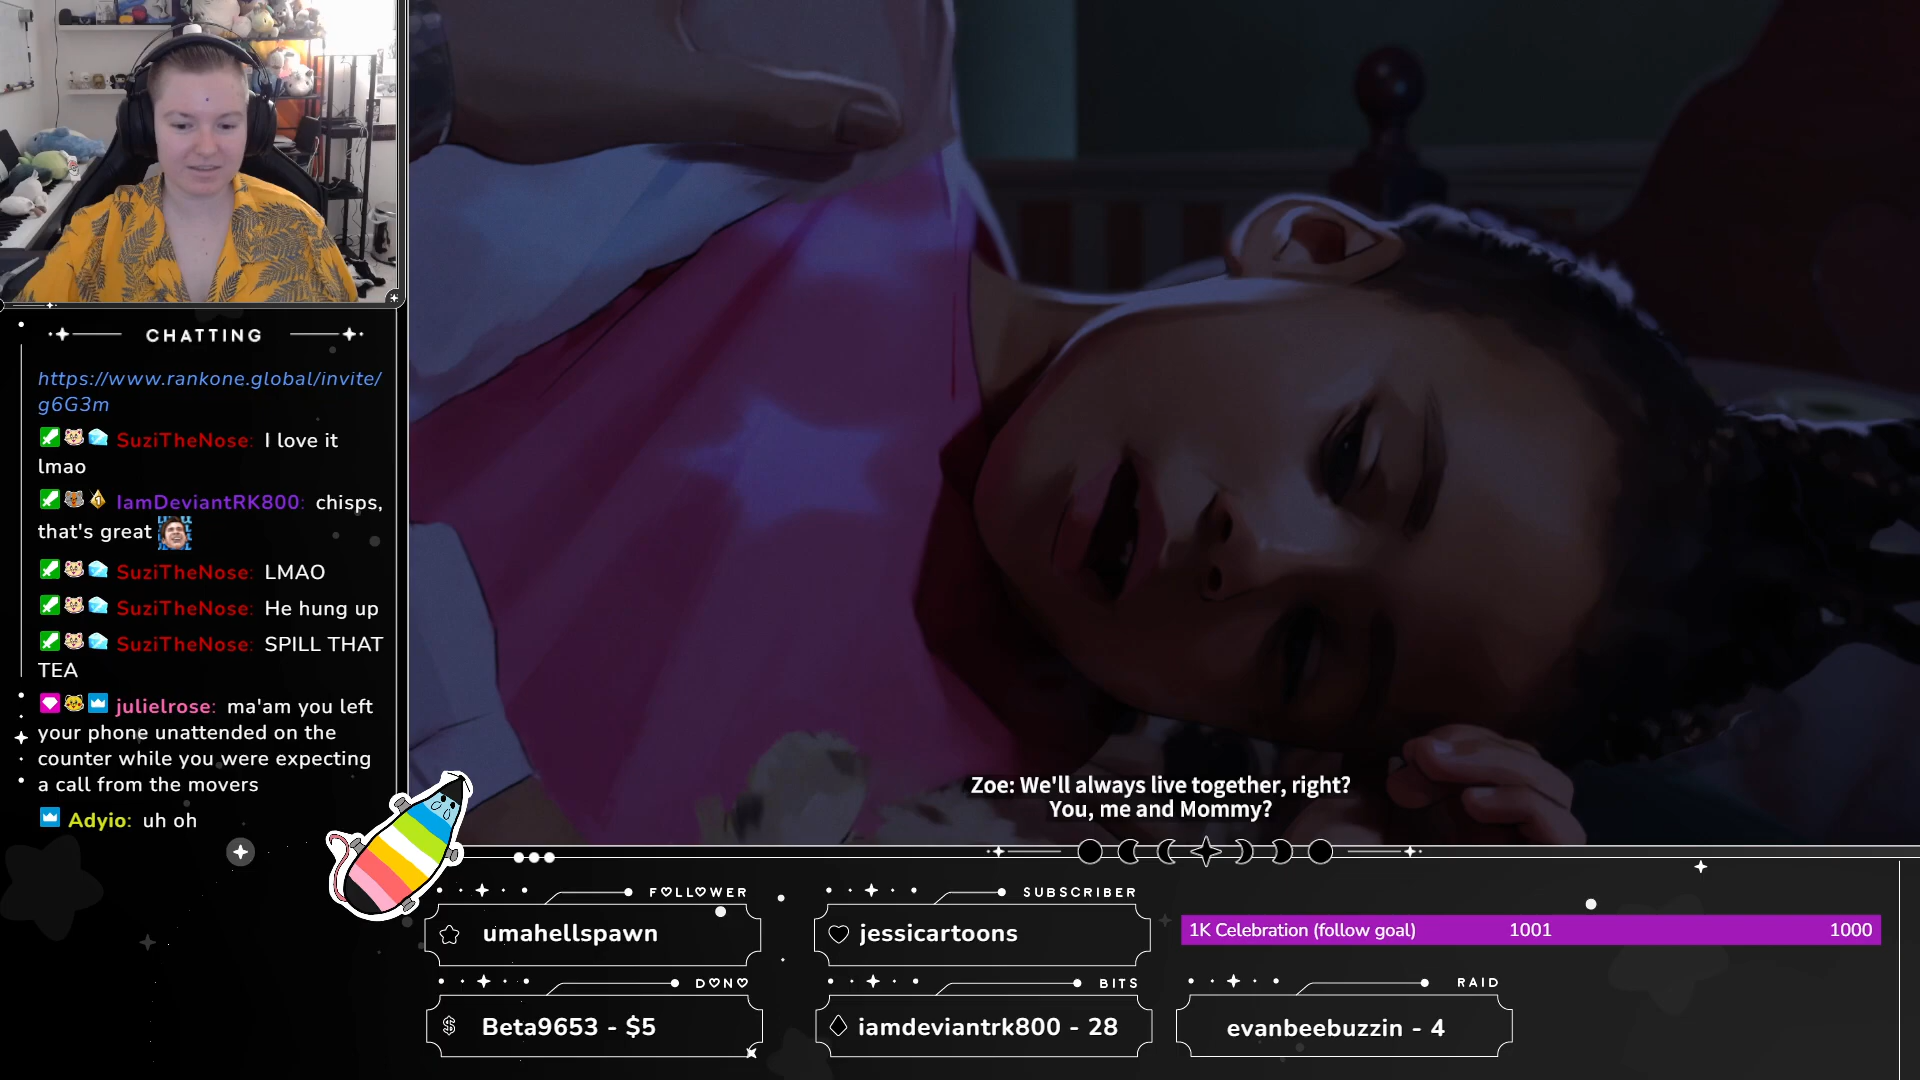 CHATTING
https://www.rankone.global/invite/
g6G3m
SuziTheNose: I love it
lmao
IamDeviantRK800: chisps,
that's great
SuziTheNose: LMAO
SuziTheNose: He hung up
SuziTheNose: SPILL THAT
TEA
julielrose: ma'am you left
your phone unattended on the
counter while you were expecting
a call from the movers
Adyio: uh oh
Zoe: We'll always live together, right?
You, me and Mommy?
FOLLOWER
umahellspawn
SUBSCRIBER
jessicartoons
1K Celebration (follow goal) 1001 1000
DONO
Beta9653 - $5
BITS
iamdeviantrk800 - 28
RAID
evanbeebuzzin - 4